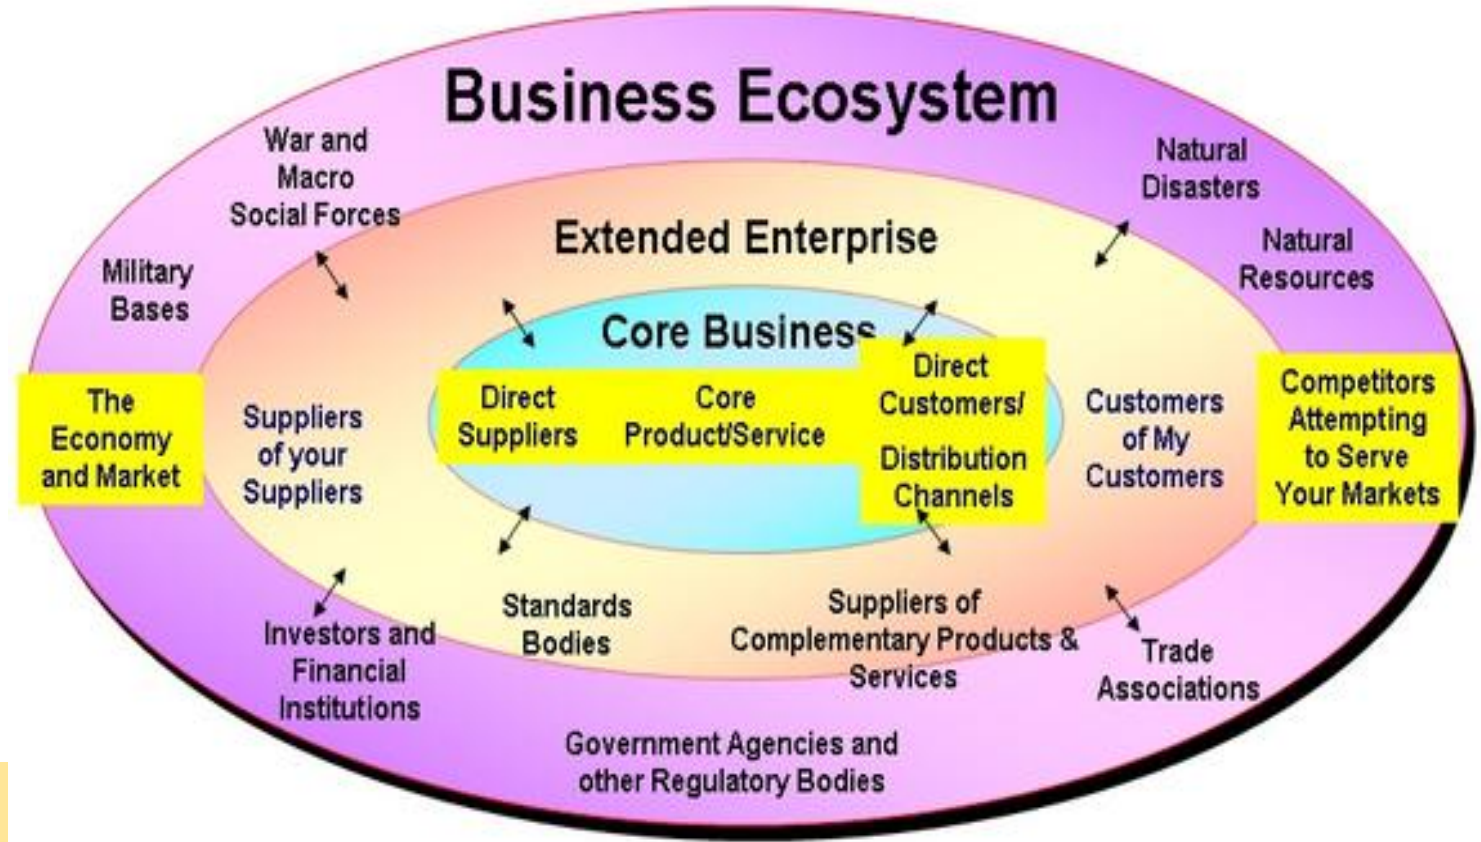 Business Ecosystem
War and
Macro
Social Forces
Natural
Disasters
Military
Bases
Natural
Resources
Extended Enterprise
Core Business
The
Economy
and Market
Suppliers
of your
Suppliers
Direct
Suppliers
Core
Product/Service
Direct
Customers/
Distribution
Channels
Customers
of My
Customers
Competitors
Attempting
to Serve
Your Markets
Investors and
Financial
Institutions
Standards
Bodies
Suppliers of
Complementary Products &
Services
Trade
Associations
Government Agencies and
other Regulatory Bodies